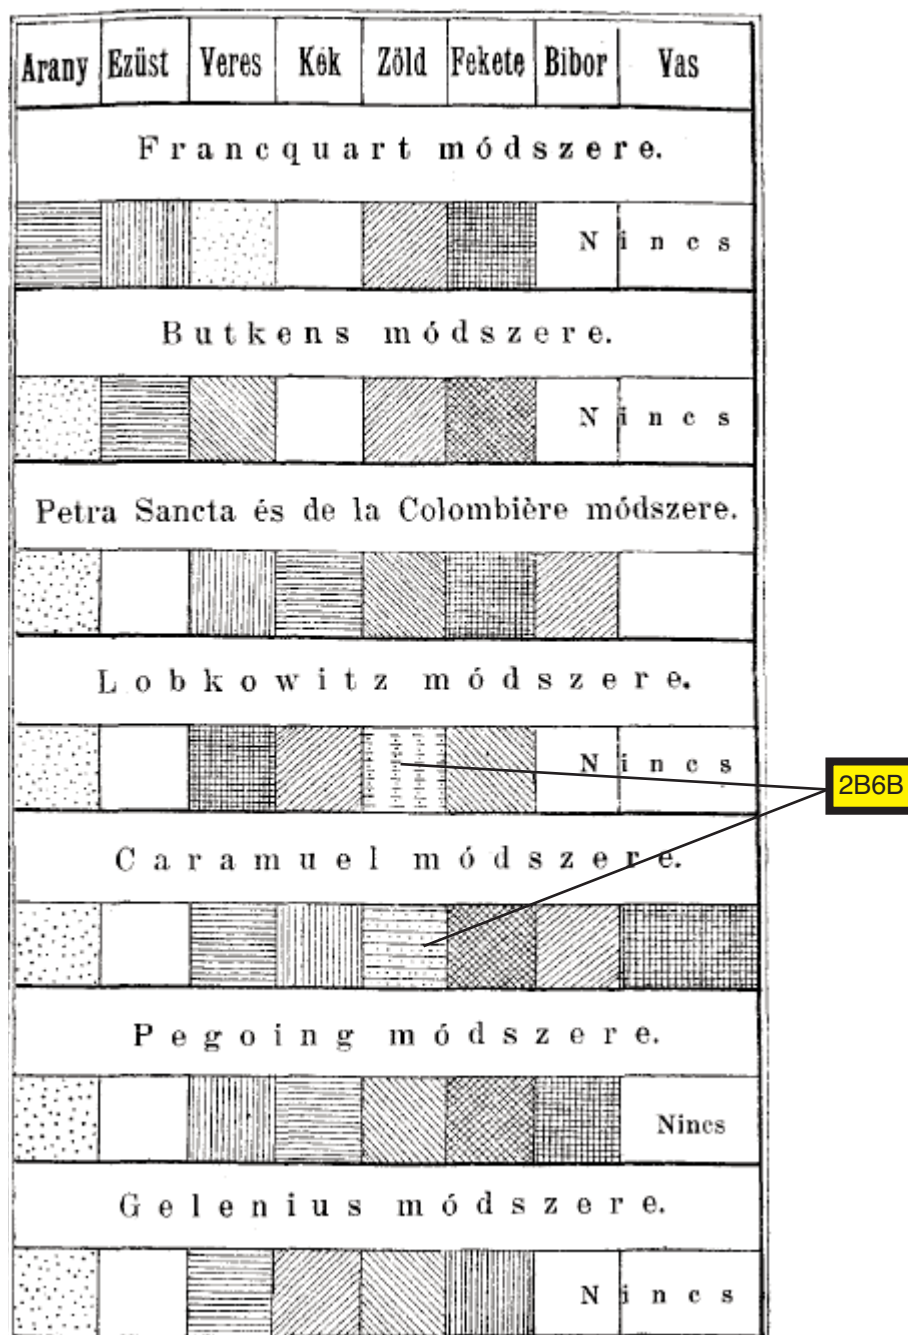 Arany Ezüst Veres Kék Zöld Fekete Bibor Vas
Francquart módszere.
Nincs
Butkens módszere.
Nincs
Petra Sancta és de la Colombière módszere.
Lobkowitz módszere.
Nincs
2B6B
Caramuel módszere.
Pegoing módszere.
Nincs
Gelenius módszere.
Nincs